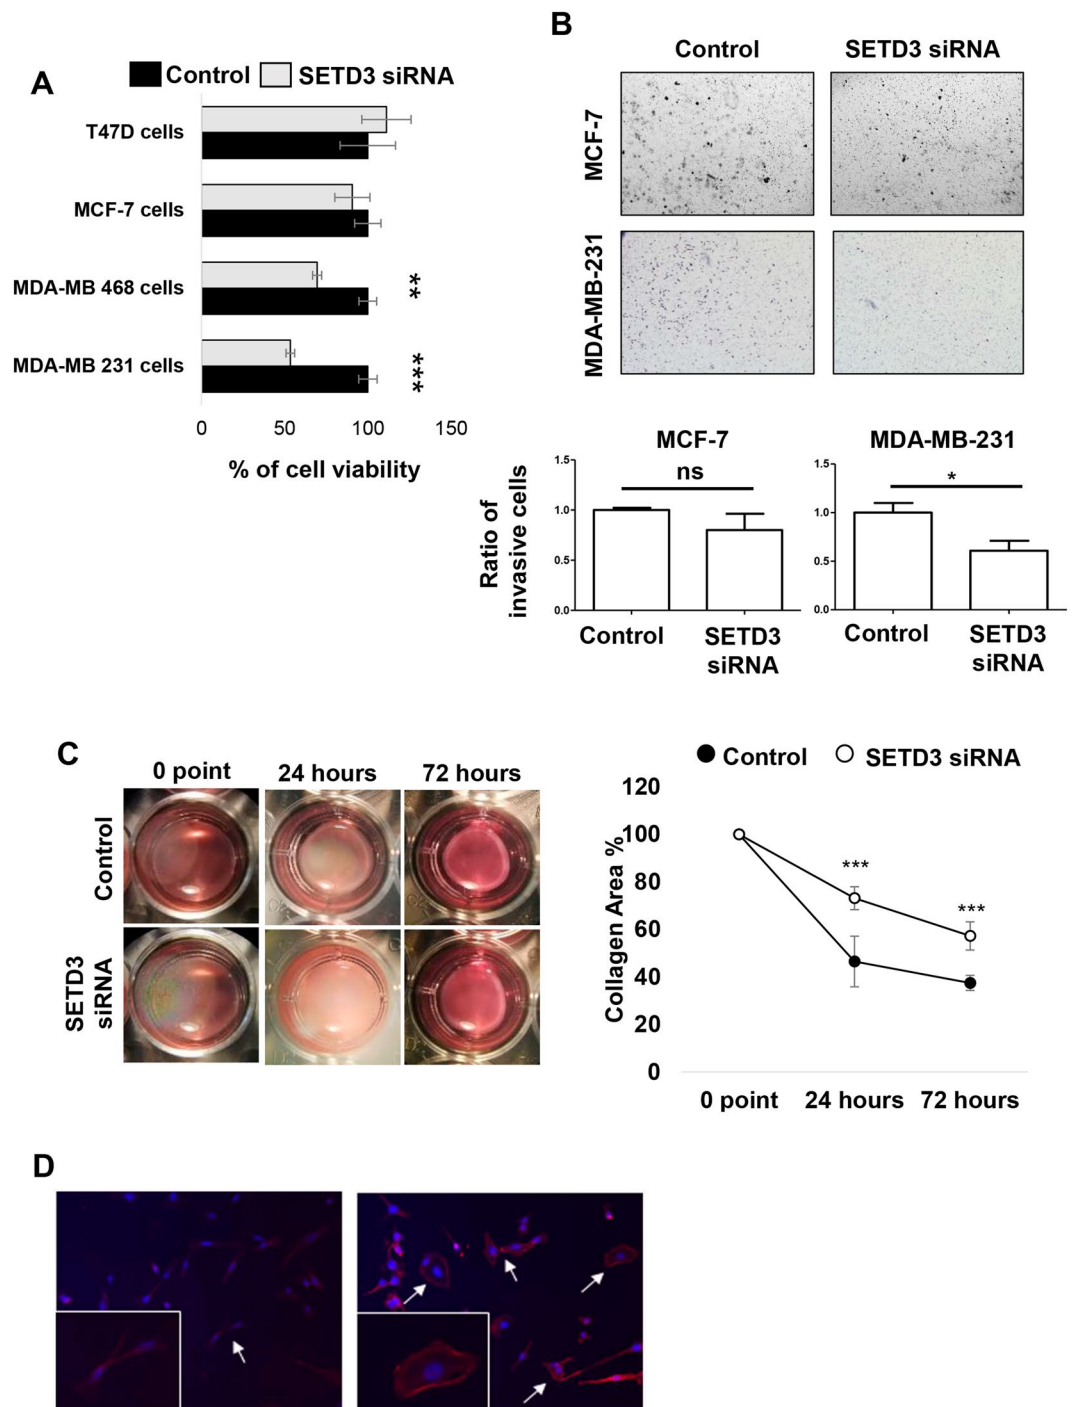 A
Control SETD3 siRNA
T47D cells
MCF-7 cells
MDA-MB 468 cells
**
MDA-MB 231 cells
***
0 50 100 150
% of cell viability
B
Control SETD3 siRNA
MCF-7
MDA-MB-231
MCF-7
Ratio of
invasive cells
1.5
1.0
0.5
0.0
ns
Control
SETD3
siRNA
MDA-MB-231
1.5
1.0
0.5
0.0
*
Control
SETD3
siRNA
C
0 point 24 hours 72 hours
Control
SETD3
siRNA
Control SETD3 siRNA
Collagen Area %
120
100
80
60
40
20
0
***
***
0 point 24 hours 72 hours
D